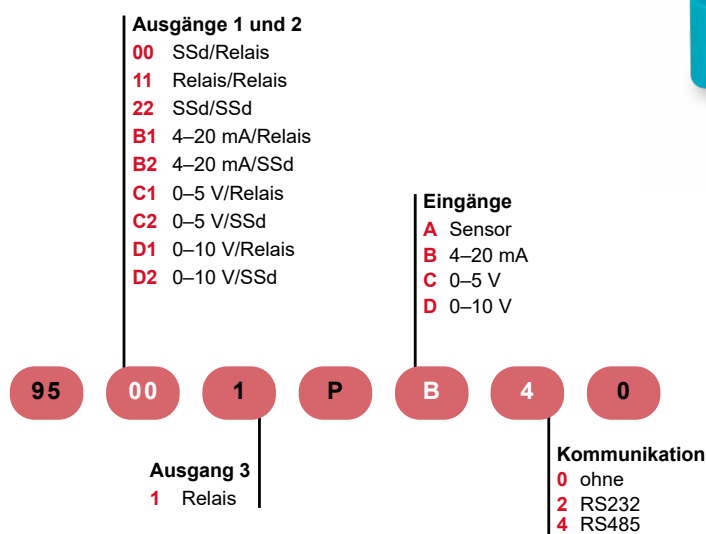 Ausgänge 1 und 2
00 SSd/Relais
11 Relais/Relais
22 SSd/SSd
B1 4–20 mA/Relais
B2 4–20 mA/SSd
C1 0–5 V/Relais
C2 0–5 V/SSd
D1 0–10 V/Relais
D2 0–10 V/SSd
Eingänge
A Sensor
B 4–20 mA
C 0–5 V
D 0–10 V
95 00 1 P B 4 0
Ausgang 3
1 Relais
Kommunikation
0 ohne
2 RS232
4 RS485